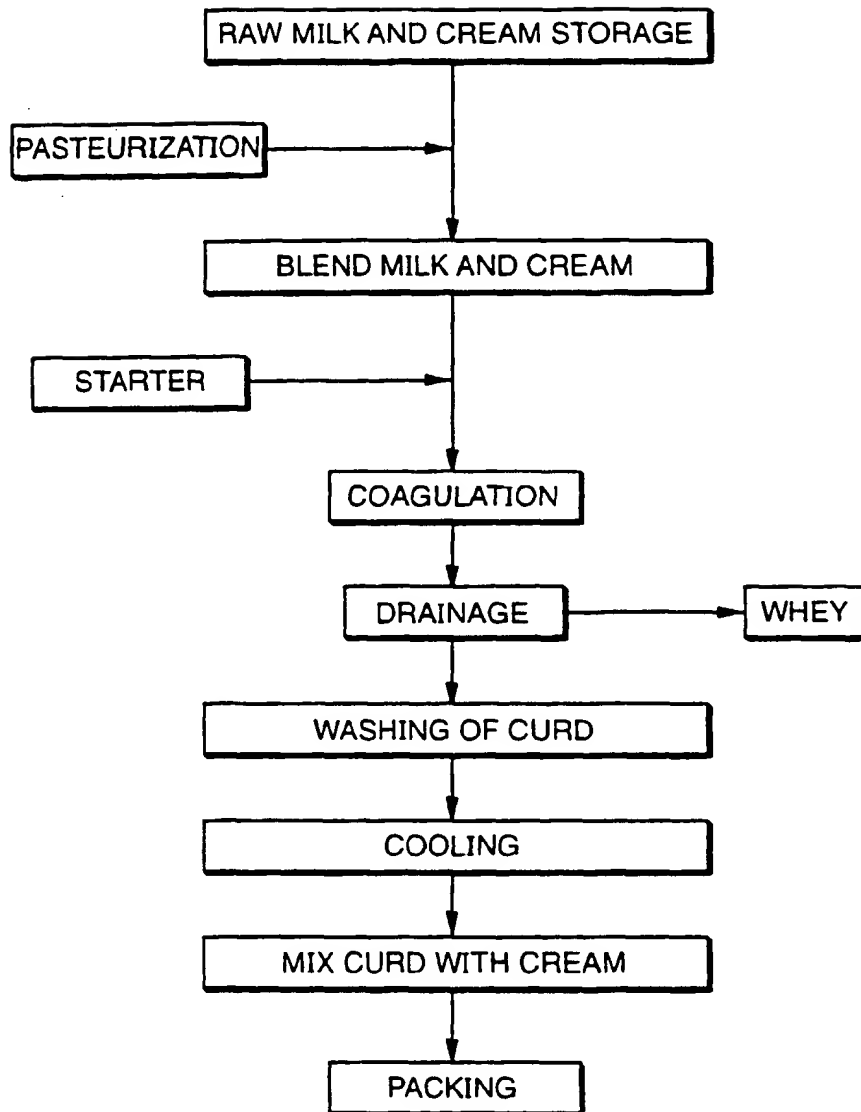 RAW MILK AND CREAM STORAGE
PASTEURIZATION
BLEND MILK AND CREAM
STARTER
COAGULATION
DRAINAGE
WHEY
WASHING OF CURD
COOLING
MIX CURD WITH CREAM
PACKING